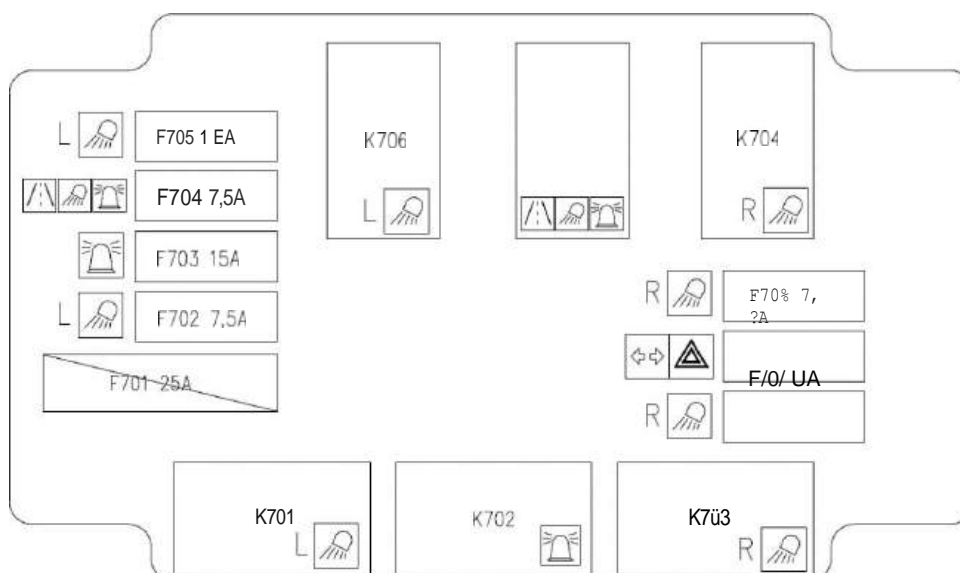 K706
K704
L
F705 1 EA
F704 7,5A
L
R
F703 15A
R
F70% 7,
?A
L
F702 7,5A
F701 25A
F/0/ UA
R
K701
L
K702
K7ü3
R